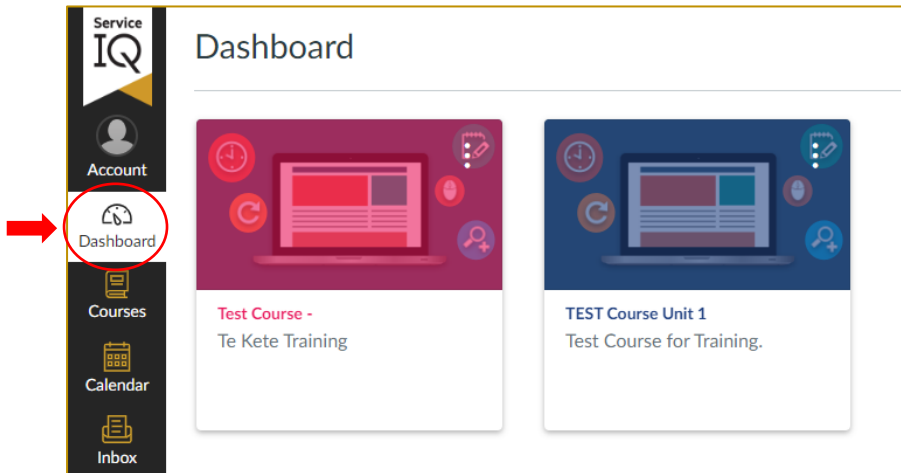 Service
IQ
Dashboard
Account
Dashboard
Courses
Calendar
Inbox
Test Course -
Te Kete Training
TEST Course Unit 1
Test Course for Training.